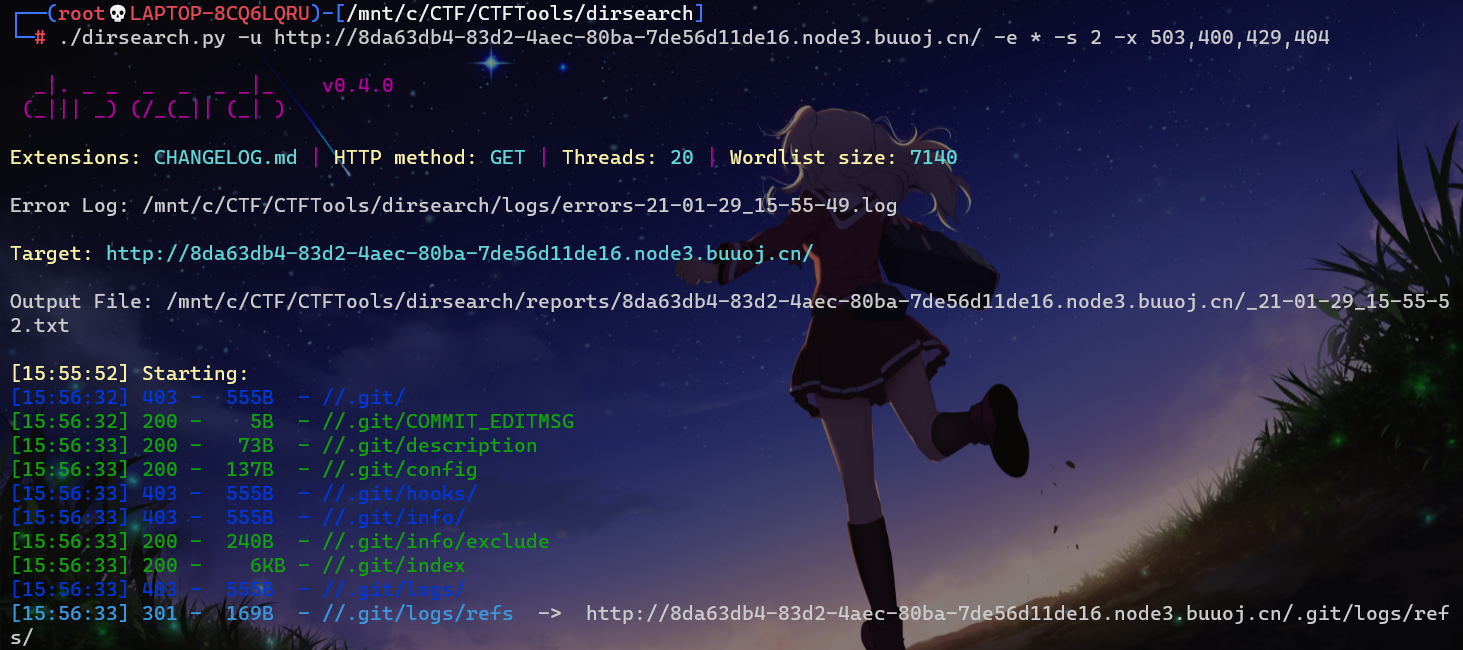 ┌──(root💀LAPTOP-8CQ6LQRU)-[/mnt/c/CTF/CTFTools/dirsearch]
└─# ./dirsearch.py -u http://8da63db4-83d2-4aec-80ba-7de56d11de16.node3.buuoj.cn/ -e * -s 2 -x 503,400,429,404
  _|. _ _  _  _  _ _|_    v0.4.0
 (_||| _) (/_(_|| (_| )
Extensions: CHANGELOG.md | HTTP method: GET | Threads: 20 | Wordlist size: 7140
Error Log: /mnt/c/CTF/CTFTools/dirsearch/logs/errors-21-01-29_15-55-49.log
Target: http://8da63db4-83d2-4aec-80ba-7de56d11de16.node3.buuoj.cn/
Output File: /mnt/c/CTF/CTFTools/dirsearch/reports/8da63db4-83d2-4aec-80ba-7de56d11de16.node3.buuoj.cn/_21-01-29_15-55-5
2.txt
[15:55:52] Starting:
[15:56:32] 403 -  555B  - //.git/
[15:56:32] 200 -    5B  - //.git/COMMIT_EDITMSG
[15:56:33] 200 -   73B  - //.git/description
[15:56:33] 200 -  137B  - //.git/config
[15:56:33] 403 -  555B  - //.git/hooks/
[15:56:33] 403 -  555B  - //.git/info/
[15:56:33] 200 -  240B  - //.git/info/exclude
[15:56:33] 200 -    6KB - //.git/index
[15:56:33] 403 -  555B  - //.git/logs/
[15:56:33] 301 -  169B  - //.git/logs/refs  ->  http://8da63db4-83d2-4aec-80ba-7de56d11de16.node3.buuoj.cn/.git/logs/ref
s/